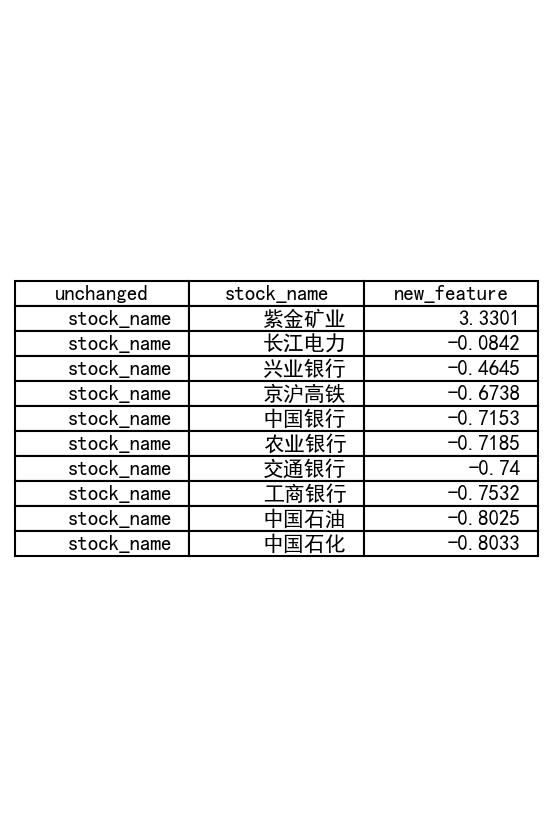 unchanged stock_name new_feature
stock_name 紫金矿业 3.3301
stock_name 长江电力 -0.0842
stock_name 兴业银行 -0.4645
stock_name 京沪高铁 -0.6738
stock_name 中国银行 -0.7153
stock_name 农业银行 -0.7185
stock_name 交通银行 -0.74
stock_name 工商银行 -0.7532
stock_name 中国石油 -0.8025
stock_name 中国石化 -0.8033